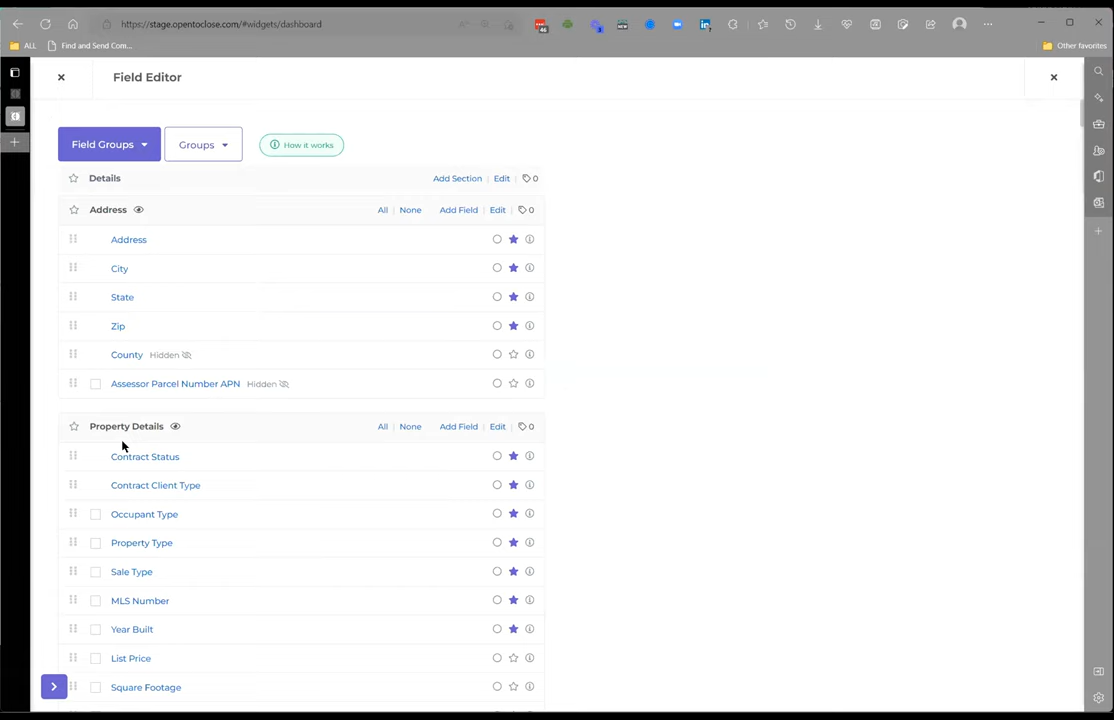 https://stage.opentoclose.com/#widgets/dashboard
ALL Find and Send Com... Other favorites
Field Editor
Field Groups Groups How it works
Details Add Section | Edit 0
Address All | None Add Field | Edit 0
Address
City
State
Zip
County Hidden
Assessor Parcel Number APN Hidden
Property Details All | None Add Field | Edit 0
Contract Status
Contract Client Type
Occupant Type
Property Type
Sale Type
MLS Number
Year Built
List Price
Square Footage